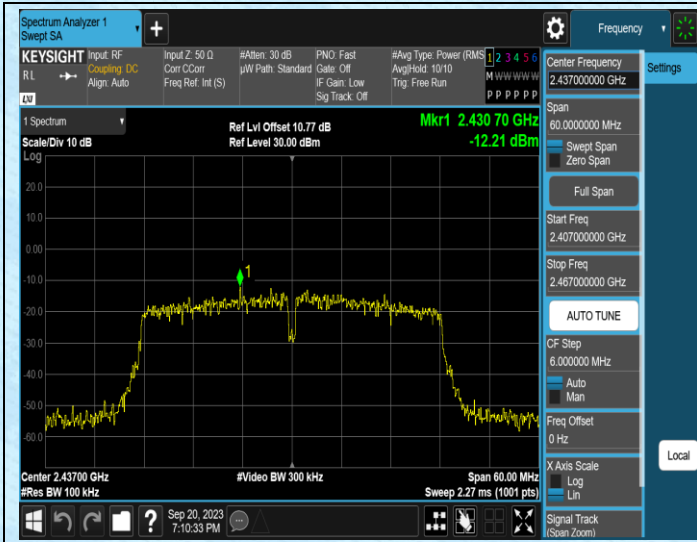 Spectrum Analyzer 1
Swept SA
+
Frequency
KEYSIGHT
RL
LXI
Input: RF
Coupling: DC
Align: Auto
Input Z: 50 Ω
Corr CCorr
Freq Ref: Int (S)
#Atten: 30 dB
µW Path: Standard
PNO: Fast
Gate: Off
IF Gain: Low
Sig Track: Off
#Avg Type: Power (RMS
Avg|Hold: 10/10
Trig: Free Run
1 2 3 4 5 6
M W W W W W
P P P P P P
1 Spectrum
Scale/Div 10 dB
Ref Lvl Offset 10.77 dB
Ref Level 30.00 dBm
Mkr1 2.430 70 GHz
-12.21 dBm
Log
20.0
10.0
0.00
-10.0
-20.0
-30.0
-40.0
-50.0
-60.0
1
Center 2.43700 GHz
#Res BW 100 kHz
#Video BW 300 kHz
Span 60.00 MHz
Sweep 2.27 ms (1001 pts)
?
Sep 20, 2023
7:10:33 PM
Center Frequency
2.437000000 GHz
Span
60.0000000 MHz
Swept Span
Zero Span
Full Span
Start Freq
2.407000000 GHz
Stop Freq
2.467000000 GHz
AUTO TUNE
CF Step
6.000000 MHz
Auto
Man
Freq Offset
0 Hz
X Axis Scale
Log
Lin
Signal Track
(Span Zoom)
Settings
Local